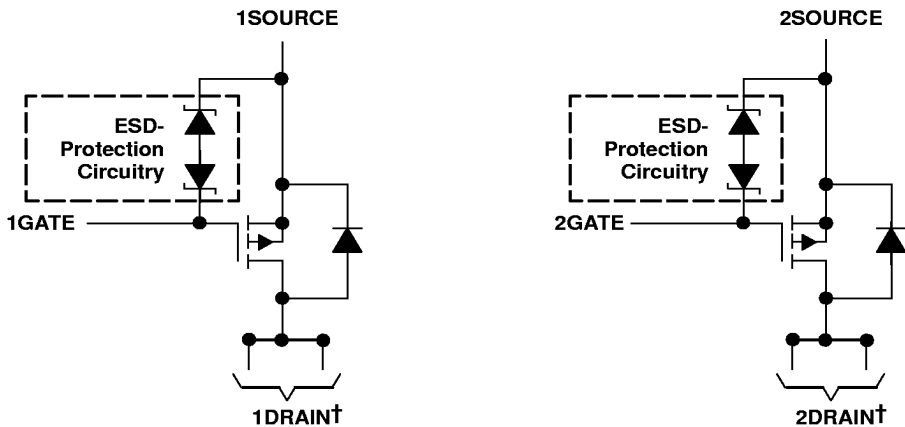 1SOURCE
2SOURCE
ESD-
Protection
Circuitry
ESD-
Protection
Circuitry
1GATE
2GATE
1DRAIN†
2DRAIN†